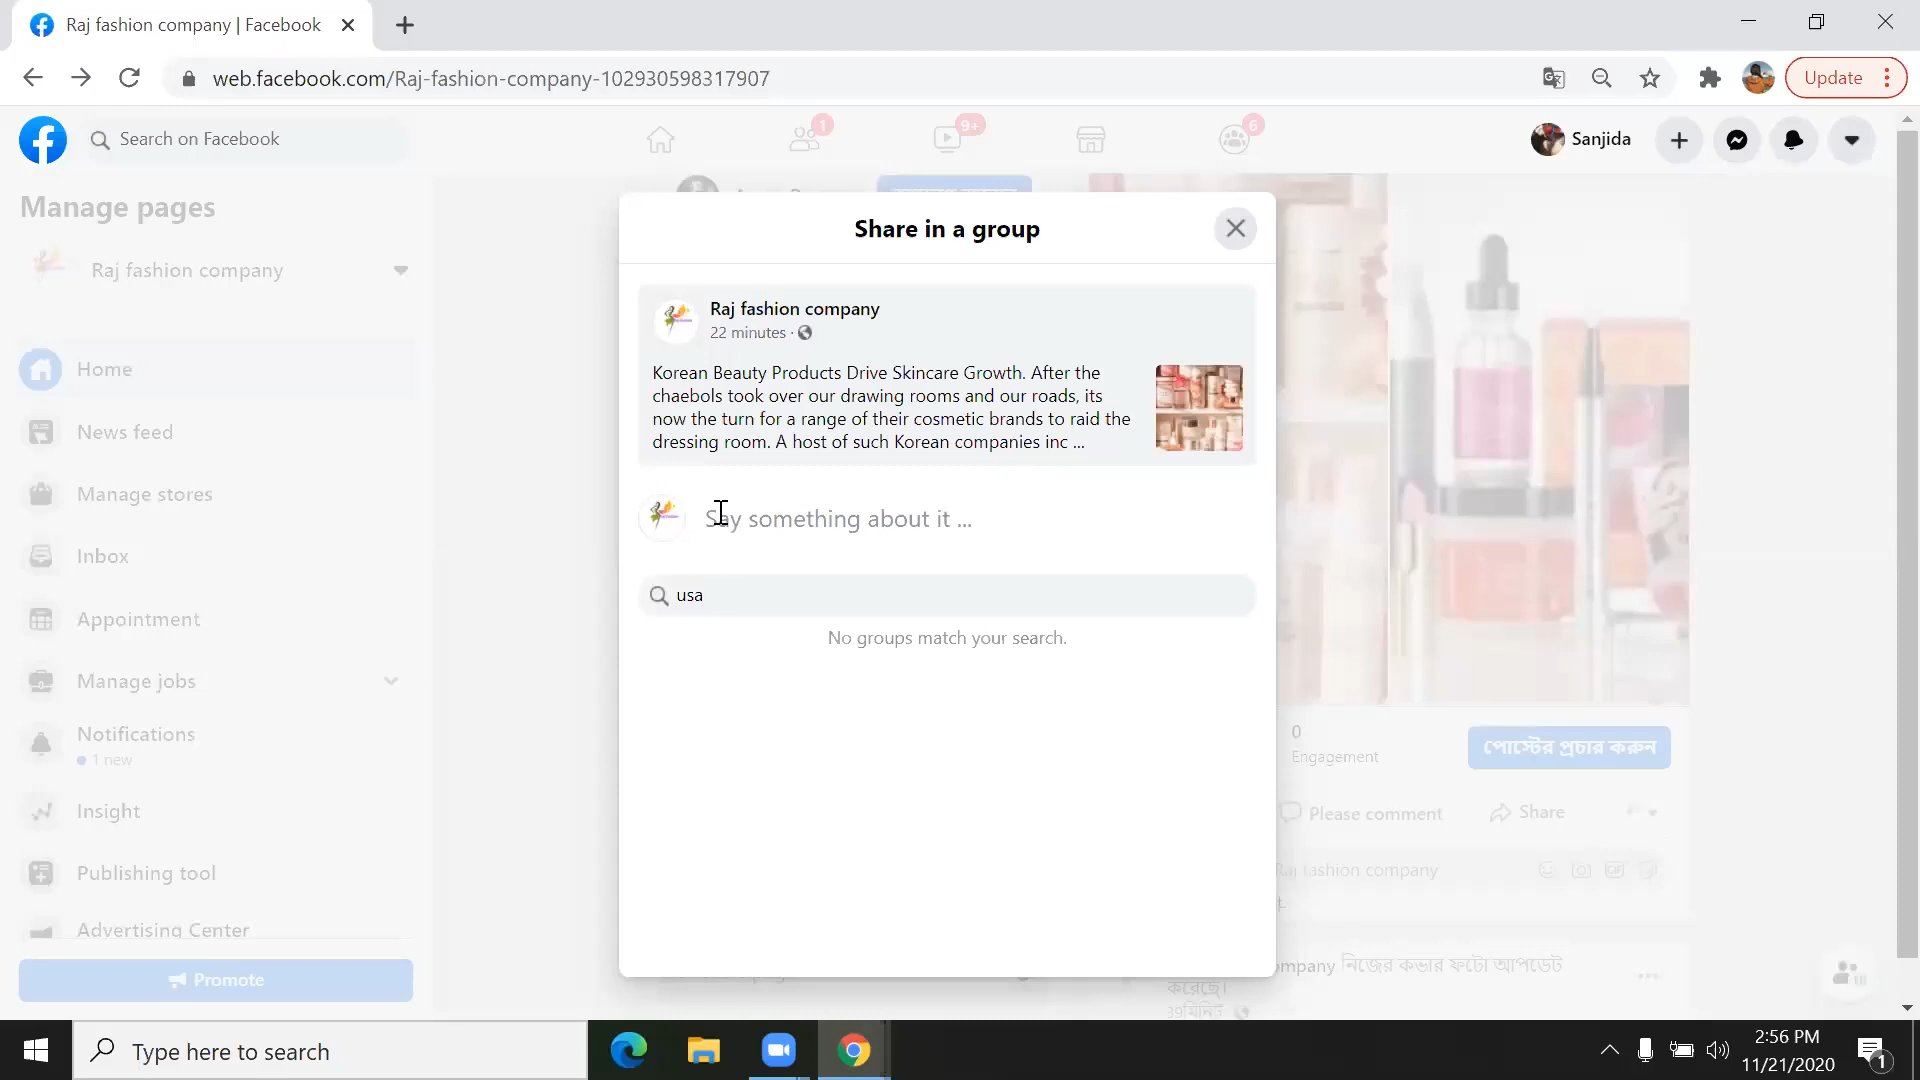 Raj fashion company | Facebook
web.facebook.com/Raj-fashion-company-102930598317907
Update
Search on Facebook
1
9+
6
Sanjida
Manage pages
Raj fashion company
Home
News feed
Manage stores
Inbox
Appointment
Manage jobs
Notifications
1 new
Insight
Publishing tool
Advertising Center
Promote
Share in a group
Raj fashion company
22 minutes ·
Korean Beauty Products Drive Skincare Growth. After the
chaebols took over our drawing rooms and our roads, its
now the turn for a range of their cosmetic brands to raid the
dressing room. A host of such Korean companies inc ...
Say something about it ...
usa
No groups match your search.
0
Engagement
পোস্টের প্রচার করুন
Please comment
Share
Raj fashion company
ompany নিজের কভার ফটো আপডেট
করেছে।
39মিনিট
Type here to search
2:56 PM
11/21/2020
1